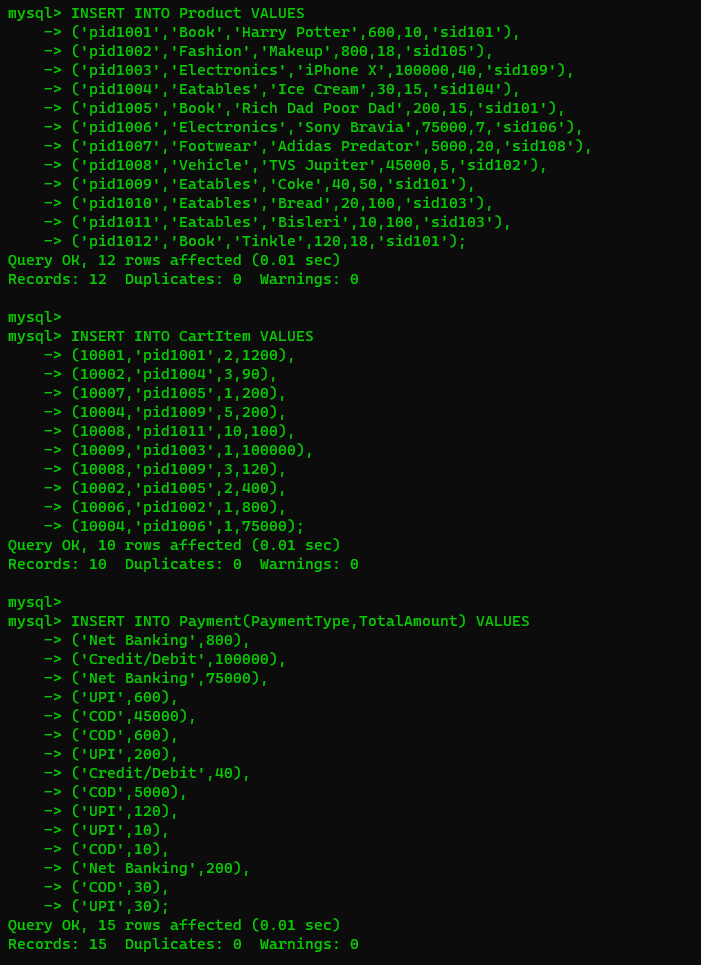 mysql> INSERT INTO Product VALUES
    -> ('pid1001','Book','Harry Potter',600,10,'sid101'),
    -> ('pid1002','Fashion','Makeup',800,18,'sid105'),
    -> ('pid1003','Electronics','iPhone X',100000,40,'sid109'),
    -> ('pid1004','Eatables','Ice Cream',30,15,'sid104'),
    -> ('pid1005','Book','Rich Dad Poor Dad',200,15,'sid101'),
    -> ('pid1006','Electronics','Sony Bravia',75000,7,'sid106'),
    -> ('pid1007','Footwear','Adidas Predator',5000,20,'sid108'),
    -> ('pid1008','Vehicle','TVS Jupiter',45000,5,'sid102'),
    -> ('pid1009','Eatables','Coke',40,50,'sid101'),
    -> ('pid1010','Eatables','Bread',20,100,'sid103'),
    -> ('pid1011','Eatables','Bisleri',10,100,'sid103'),
    -> ('pid1012','Book','Tinkle',120,18,'sid101');
Query OK, 12 rows affected (0.01 sec)
Records: 12  Duplicates: 0  Warnings: 0

mysql>
mysql> INSERT INTO CartItem VALUES
    -> (10001,'pid1001',2,1200),
    -> (10002,'pid1004',3,90),
    -> (10007,'pid1005',1,200),
    -> (10004,'pid1009',5,200),
    -> (10008,'pid1011',10,100),
    -> (10009,'pid1003',1,100000),
    -> (10008,'pid1009',3,120),
    -> (10002,'pid1005',2,400),
    -> (10006,'pid1002',1,800),
    -> (10004,'pid1006',1,75000);
Query OK, 10 rows affected (0.01 sec)
Records: 10  Duplicates: 0  Warnings: 0

mysql>
mysql> INSERT INTO Payment(PaymentType,TotalAmount) VALUES
    -> ('Net Banking',800),
    -> ('Credit/Debit',100000),
    -> ('Net Banking',75000),
    -> ('UPI',600),
    -> ('COD',45000),
    -> ('COD',600),
    -> ('UPI',200),
    -> ('Credit/Debit',40),
    -> ('COD',5000),
    -> ('UPI',120),
    -> ('UPI',10),
    -> ('COD',10),
    -> ('Net Banking',200),
    -> ('COD',30),
    -> ('UPI',30);
Query OK, 15 rows affected (0.01 sec)
Records: 15  Duplicates: 0  Warnings: 0